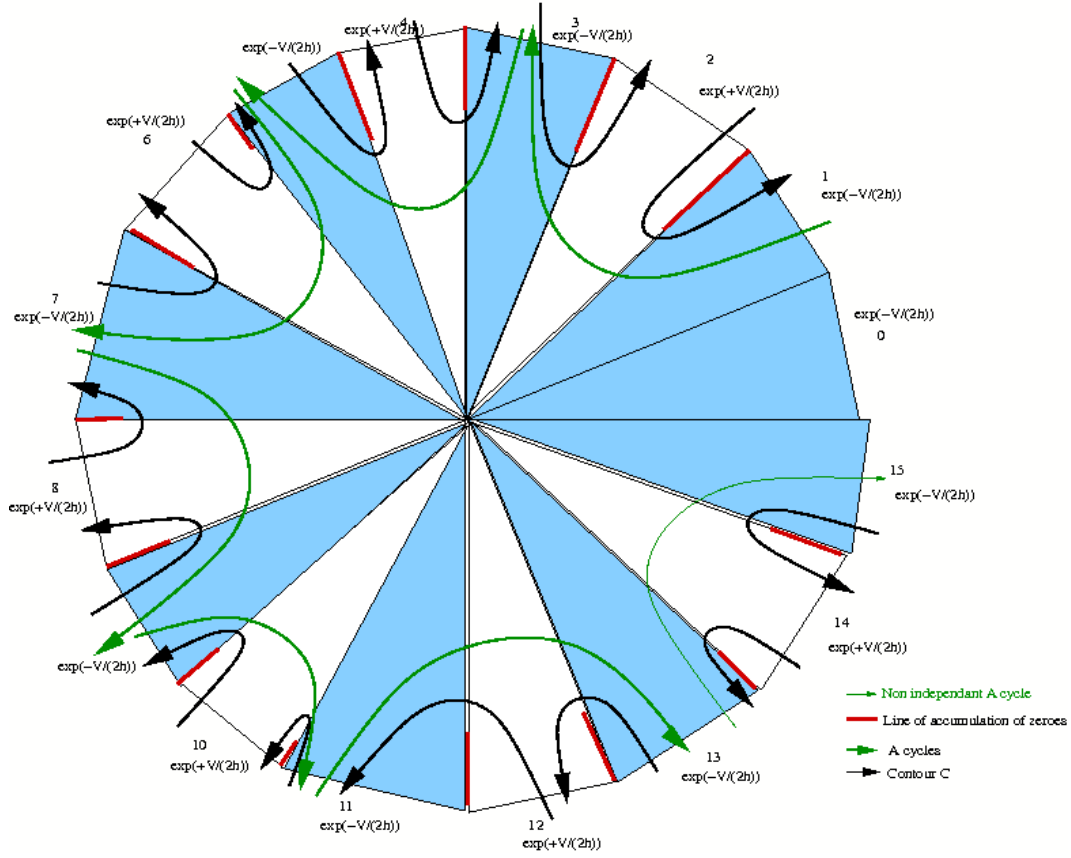 4
3
exp(+V/(2h))
exp(−V/(2h))
exp(−V/(2h))
2
exp(+V/(2h))
exp(+V/(2h))
6
1
exp(−V/(2h))
7
exp(−V/(2h))
exp(−V/(2h))
0
15
exp(−V/(2h))
8
exp(+V/(2h))
14
exp(+V/(2h))
exp(−V/(2h))
Non independant A cycle
Line of accumulation of zeroes
A cycles
Contour C
10
exp(+V/(2h))
13
exp(−V/(2h))
11
exp(−V/(2h))
12
exp(+V/(2h))